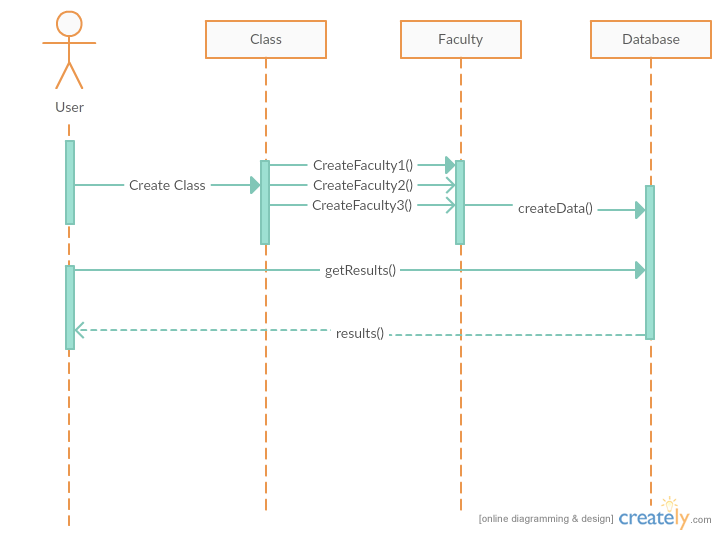 Class
Faculty
Database
User
CreateFaculty1()
Create Class
CreateFaculty2()
CreateFaculty3()
createData()
getResults()
results()
[online diagramming & design] creately.com